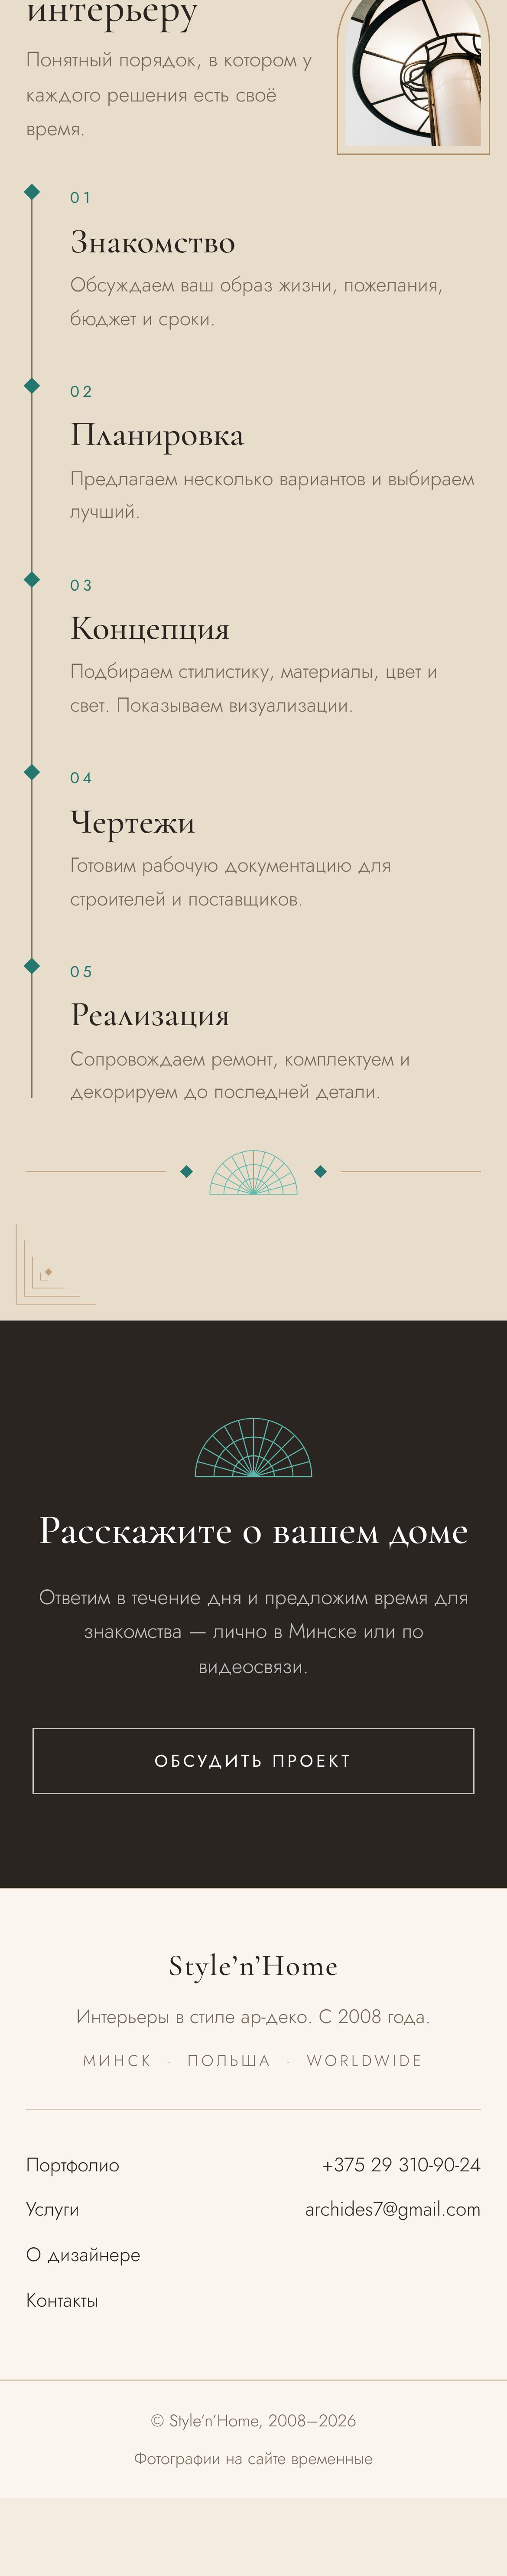 интерьеру
Понятный порядок, в котором у
каждого решения есть своё
время.
01
Знакомство
Обсуждаем ваш образ жизни, пожелания,
бюджет и сроки.
02
Планировка
Предлагаем несколько вариантов и выбираем
лучший.
03
Концепция
Подбираем стилистику, материалы, цвет и
свет. Показываем визуализации.
04
Чертежи
Готовим рабочую документацию для
строителей и поставщиков.
05
Реализация
Сопровождаем ремонт, комплектуем и
декорируем до последней детали.
Расскажите о вашем доме
Ответим в течение дня и предложим время для
знакомства — лично в Минске или по
видеосвязи.
ОБСУДИТЬ ПРОЕКТ
Style’n’Home
Интерьеры в стиле ар-деко. С 2008 года.
МИНСК · ПОЛЬША · WORLDWIDE
Портфолио
+375 29 310-90-24
Услуги
archides7@gmail.com
О дизайнере
Контакты
© Style’n’Home, 2008–2026
Фотографии на сайте временные